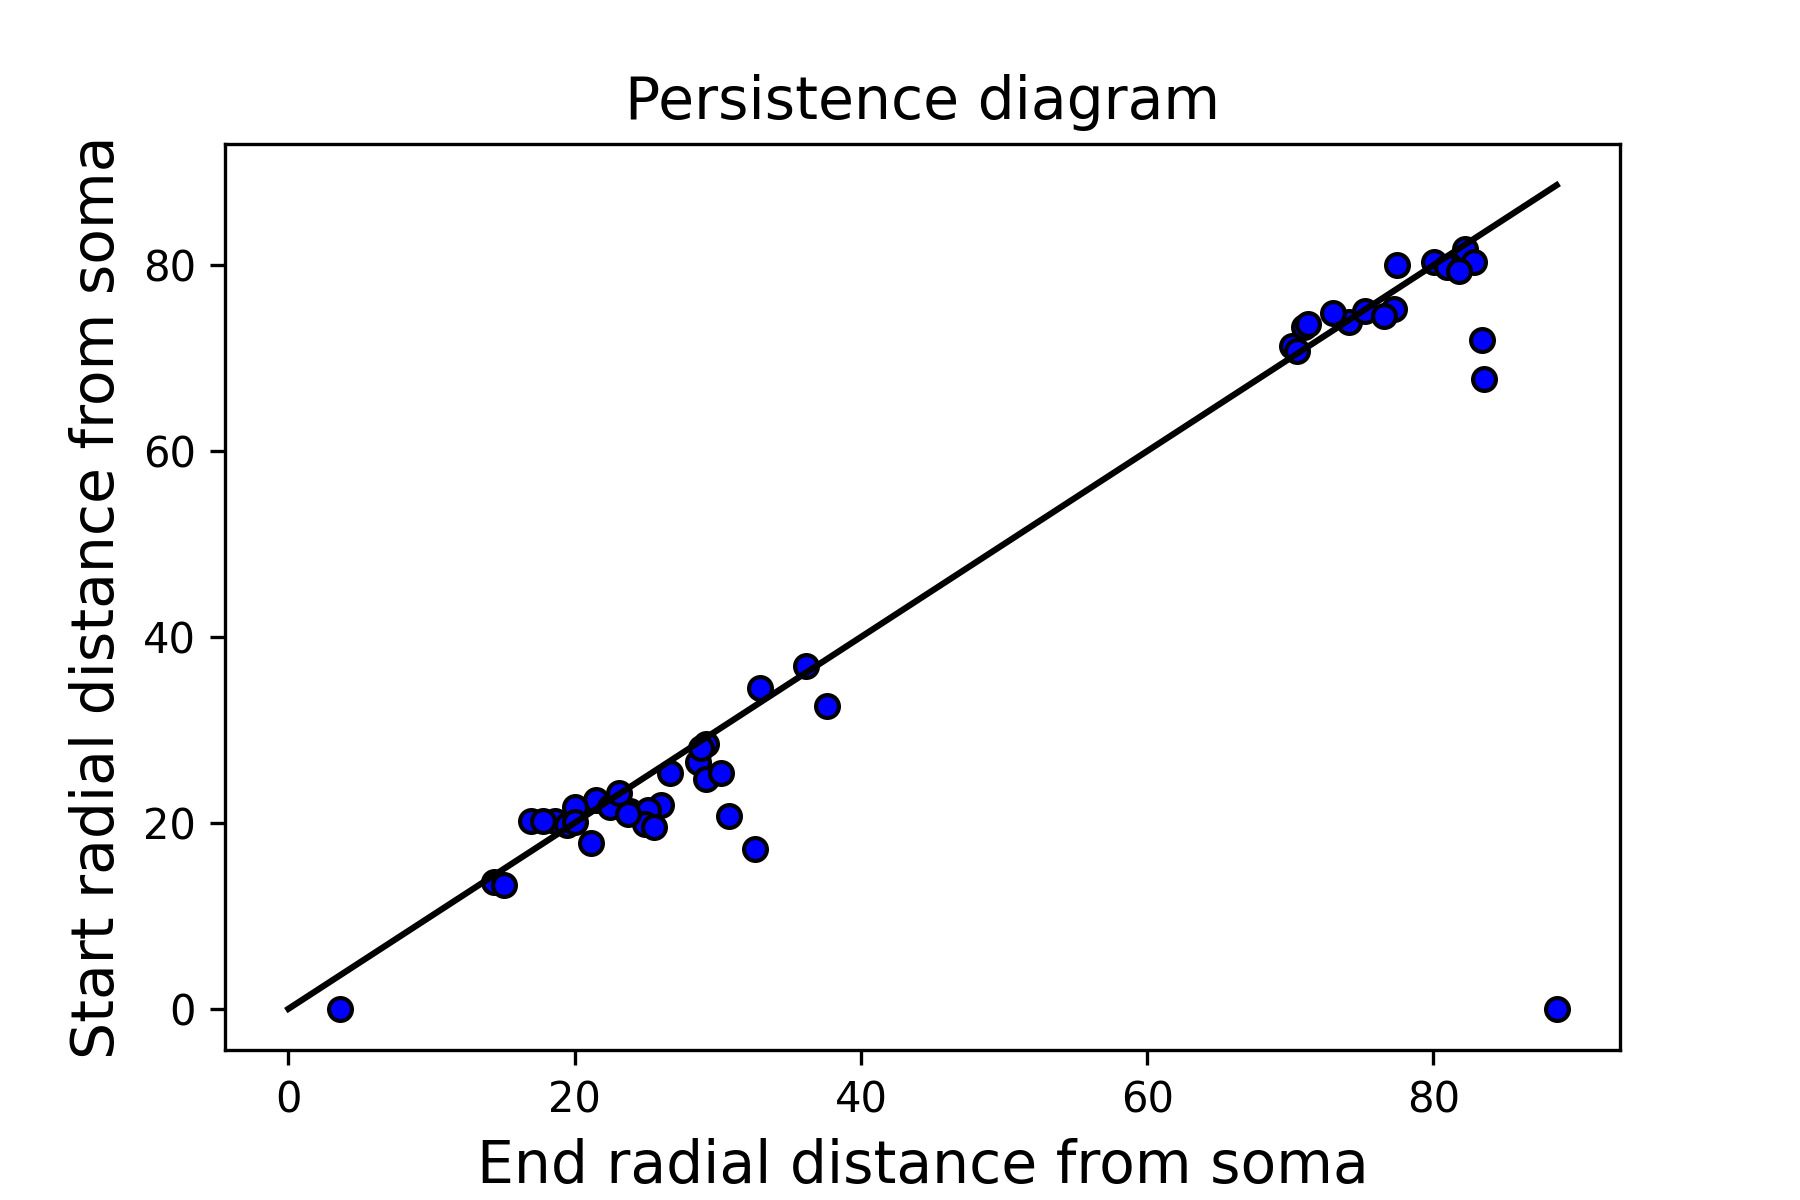 Persistence diagram
Start radial distance from soma
80
60
40
20
0
0 20 40 60 80
End radial distance from soma